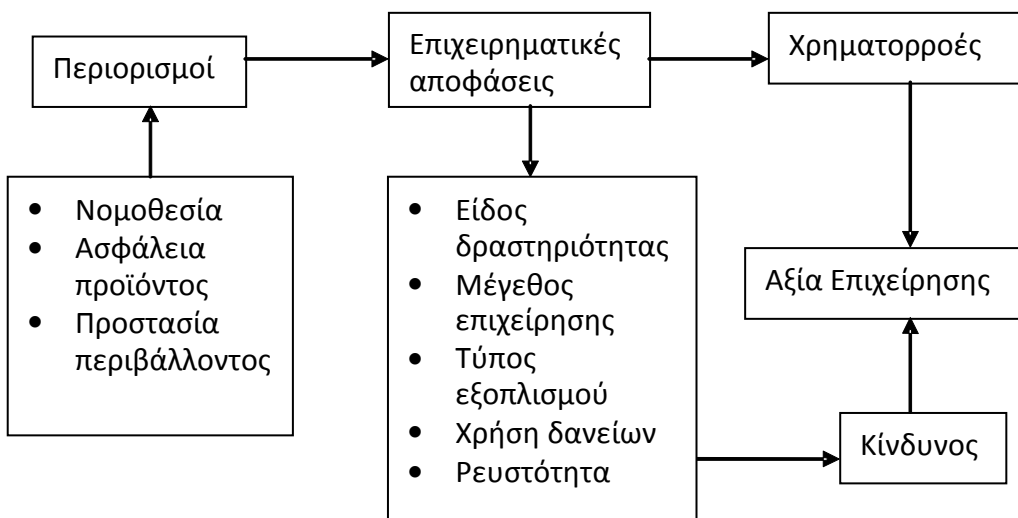 Περιορισμοί
Επιχειρηματικές
αποφάσεις
Χρηματορροές
• Νομοθεσία
• Ασφάλεια
προϊόντος
• Προστασία
περιβάλλοντος
• Είδος
δραστηριότητας
• Μέγεθος
επιχείρησης
• Τύπος
εξοπλισμού
• Χρήση δανείων
• Ρευστότητα
Αξία Επιχείρησης
Κίνδυνος